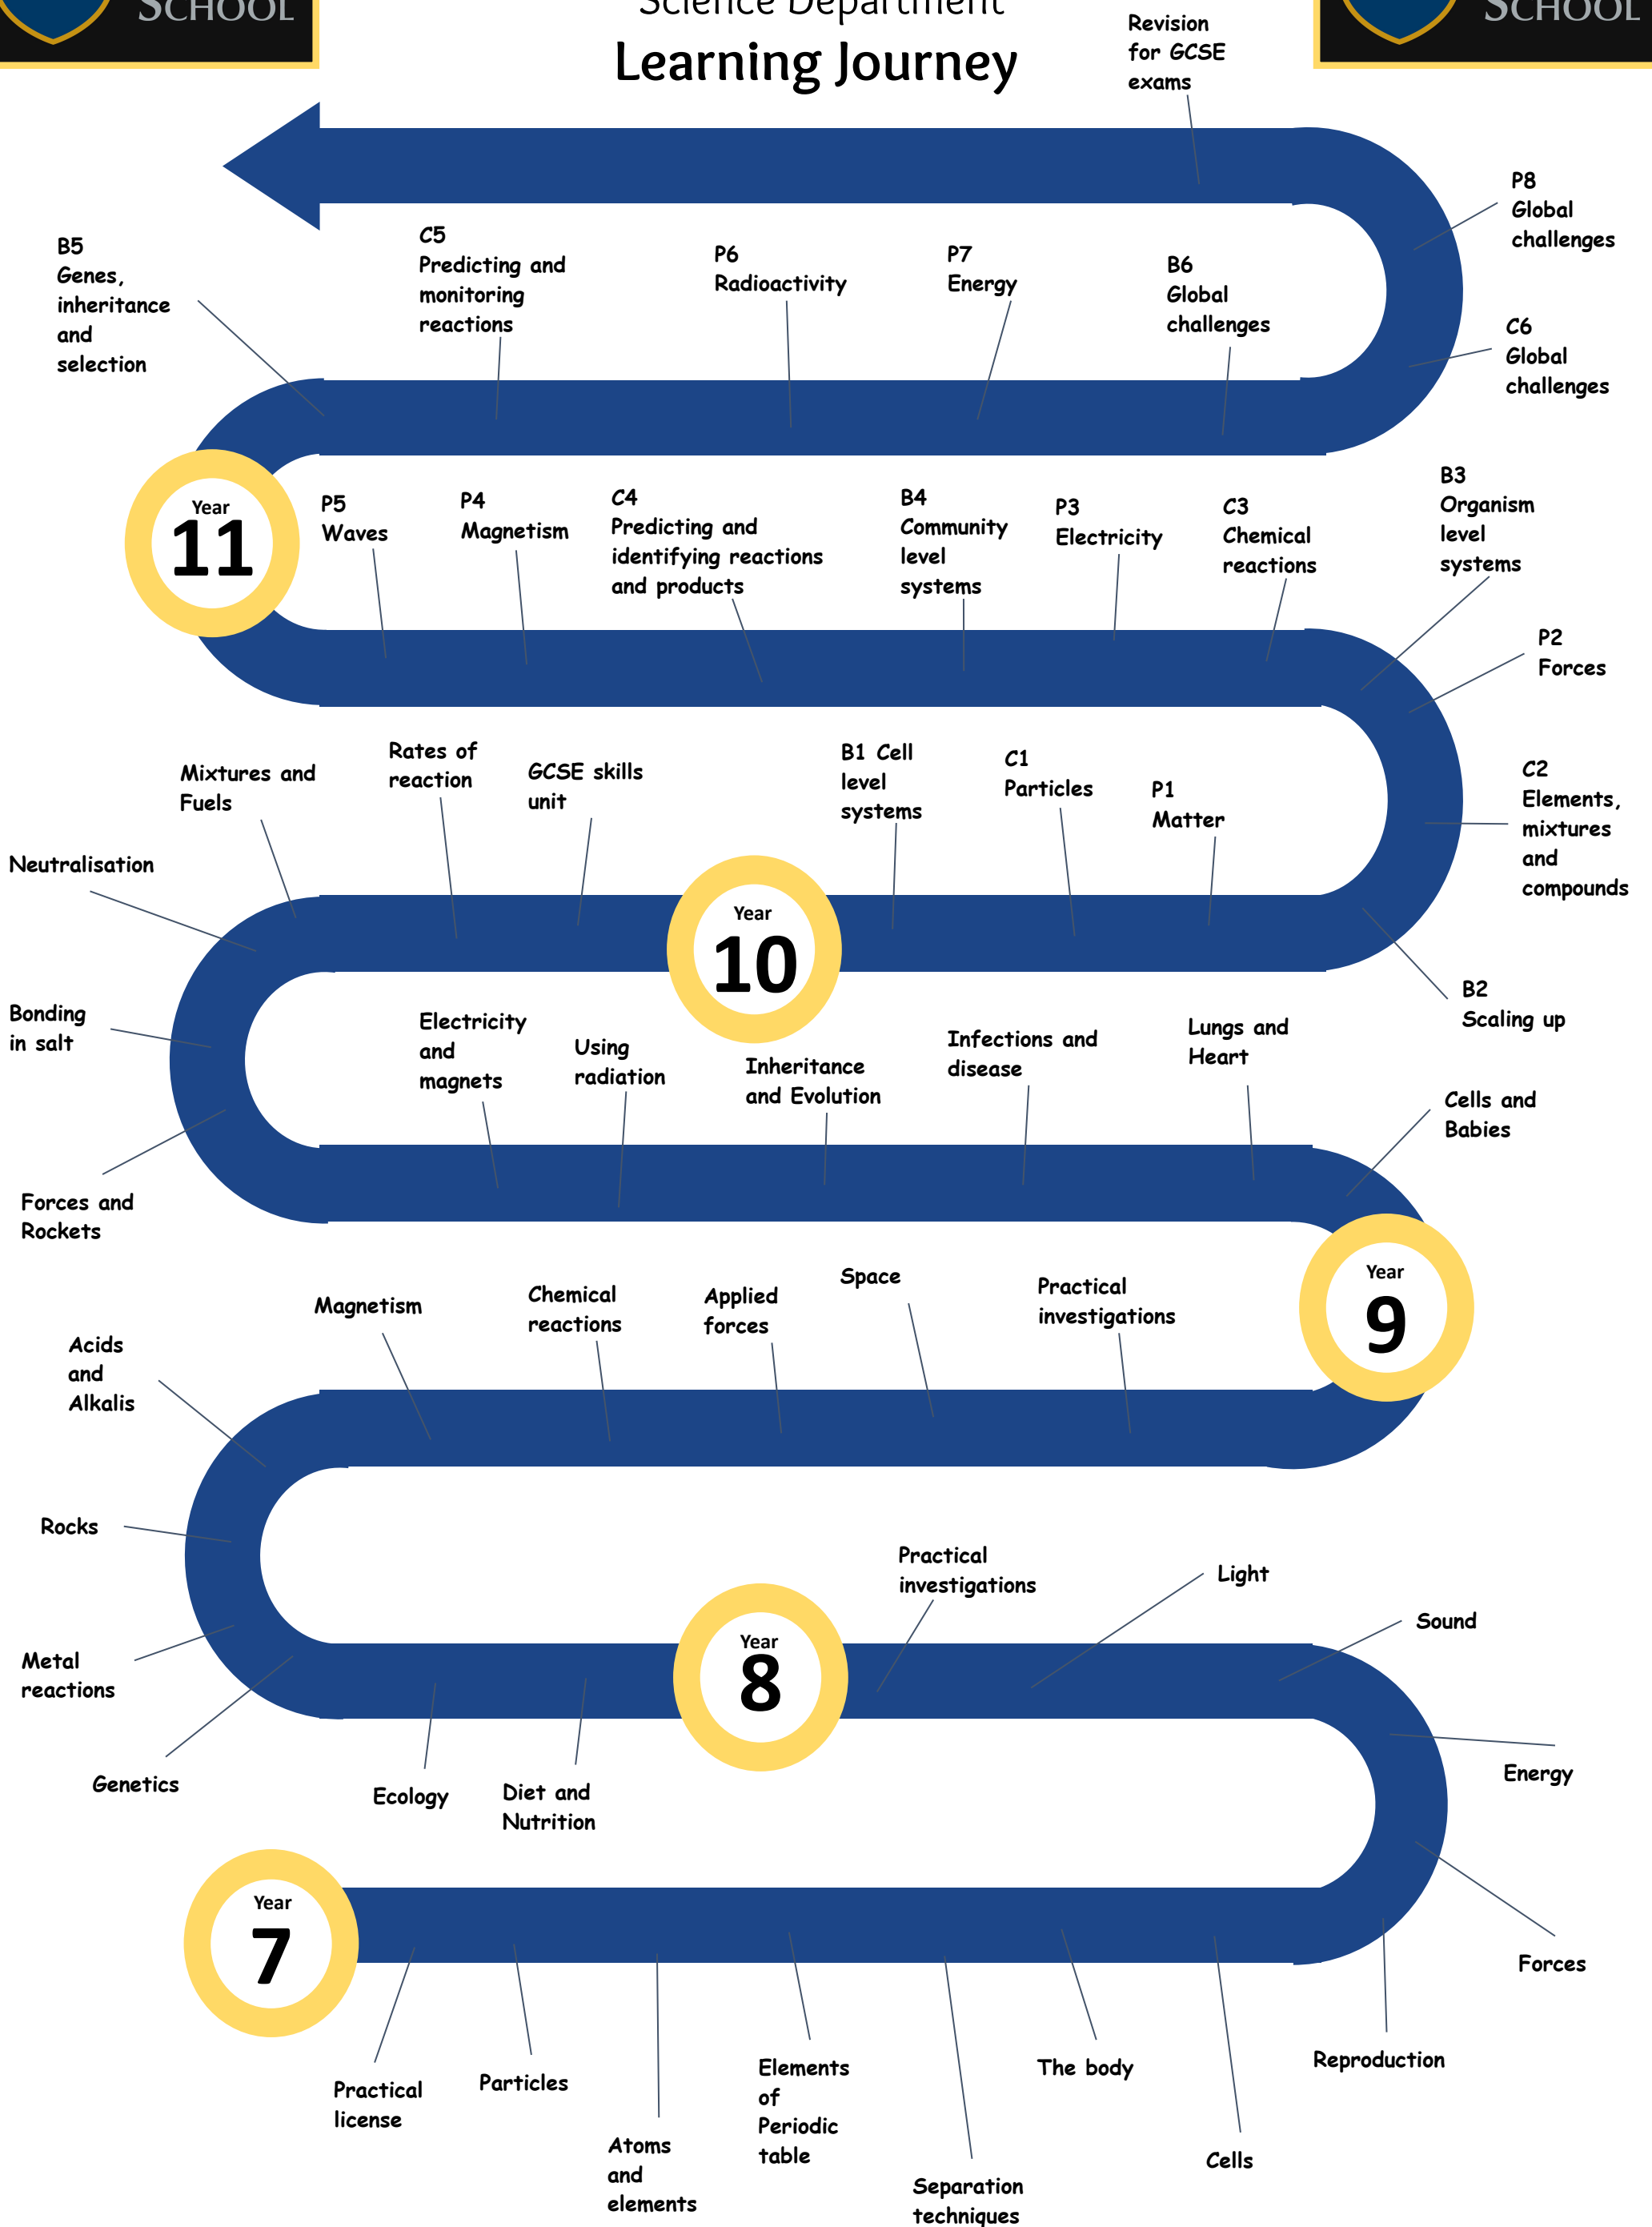 SCHOOL
Science Department
SCHOOL
Learning Journey
Revision
for GCSE
exams
P8
Global
challenges
B5
Genes,
inheritance
and
selection
C5
Predicting and
monitoring
reactions
P6
Radioactivity
P7
Energy
B6
Global
challenges
C6
Global
challenges
Year
11
P5
Waves
P4
Magnetism
C4
Predicting and
identifying reactions
and products
B4
Community
level
systems
P3
Electricity
C3
Chemical
reactions
B3
Organism
level
systems
P2
Forces
Mixtures and
Fuels
Rates of
reaction
GCSE skills
unit
B1 Cell
level
systems
C1
Particles
P1
Matter
C2
Elements,
mixtures
and
compounds
Neutralisation
Year
10
B2
Scaling up
Bonding
in salt
Electricity
and
magnets
Using
radiation
Inheritance
and Evolution
Infections and
disease
Lungs and
Heart
Cells and
Babies
Forces and
Rockets
Year
9
Magnetism
Chemical
reactions
Applied
forces
Space
Practical
investigations
Acids
and
Alkalis
Rocks
Practical
investigations
Light
Sound
Metal
reactions
Year
8
Genetics
Ecology
Diet and
Nutrition
Energy
Year
7
Forces
Practical
license
Particles
Atoms
and
elements
Elements
of
Periodic
table
Separation
techniques
The body
Cells
Reproduction